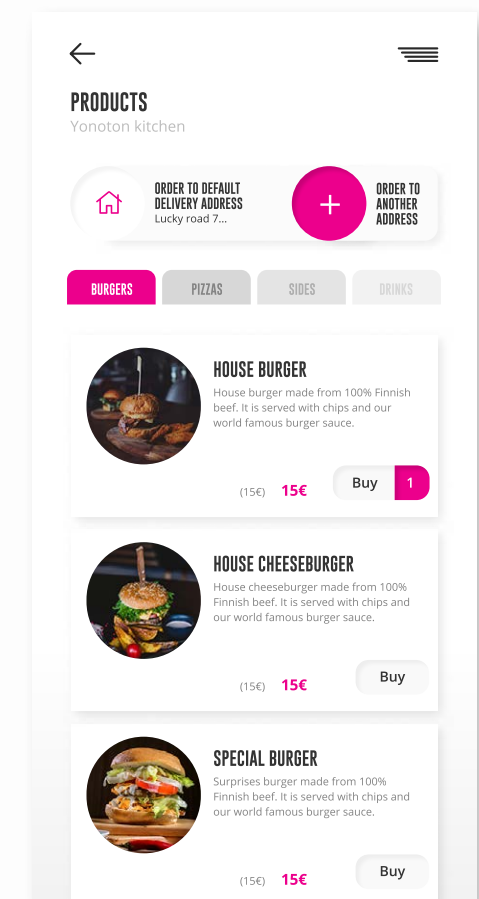 PRODUCTS
Yonoton kitchen
ORDER TO DEFAULT
DELIVERY ADDRESS
Lucky road 7...
ORDER TO
ANOTHER
ADDRESS
BURGERS
PIZZAS
SIDES
DRINKS
HOUSE BURGER
House burger made from 100% Finnish
beef. It is served with chips and our
world famous burger sauce.
(15€) 15€ Buy 1
HOUSE CHEESEBURGER
House cheeseburger made from 100%
Finnish beef. It is served with chips and
our world famous burger sauce.
(15€) 15€ Buy
SPECIAL BURGER
Surprises burger made from 100%
Finnish beef. It is served with chips and
our world famous burger sauce.
(15€) 15€ Buy